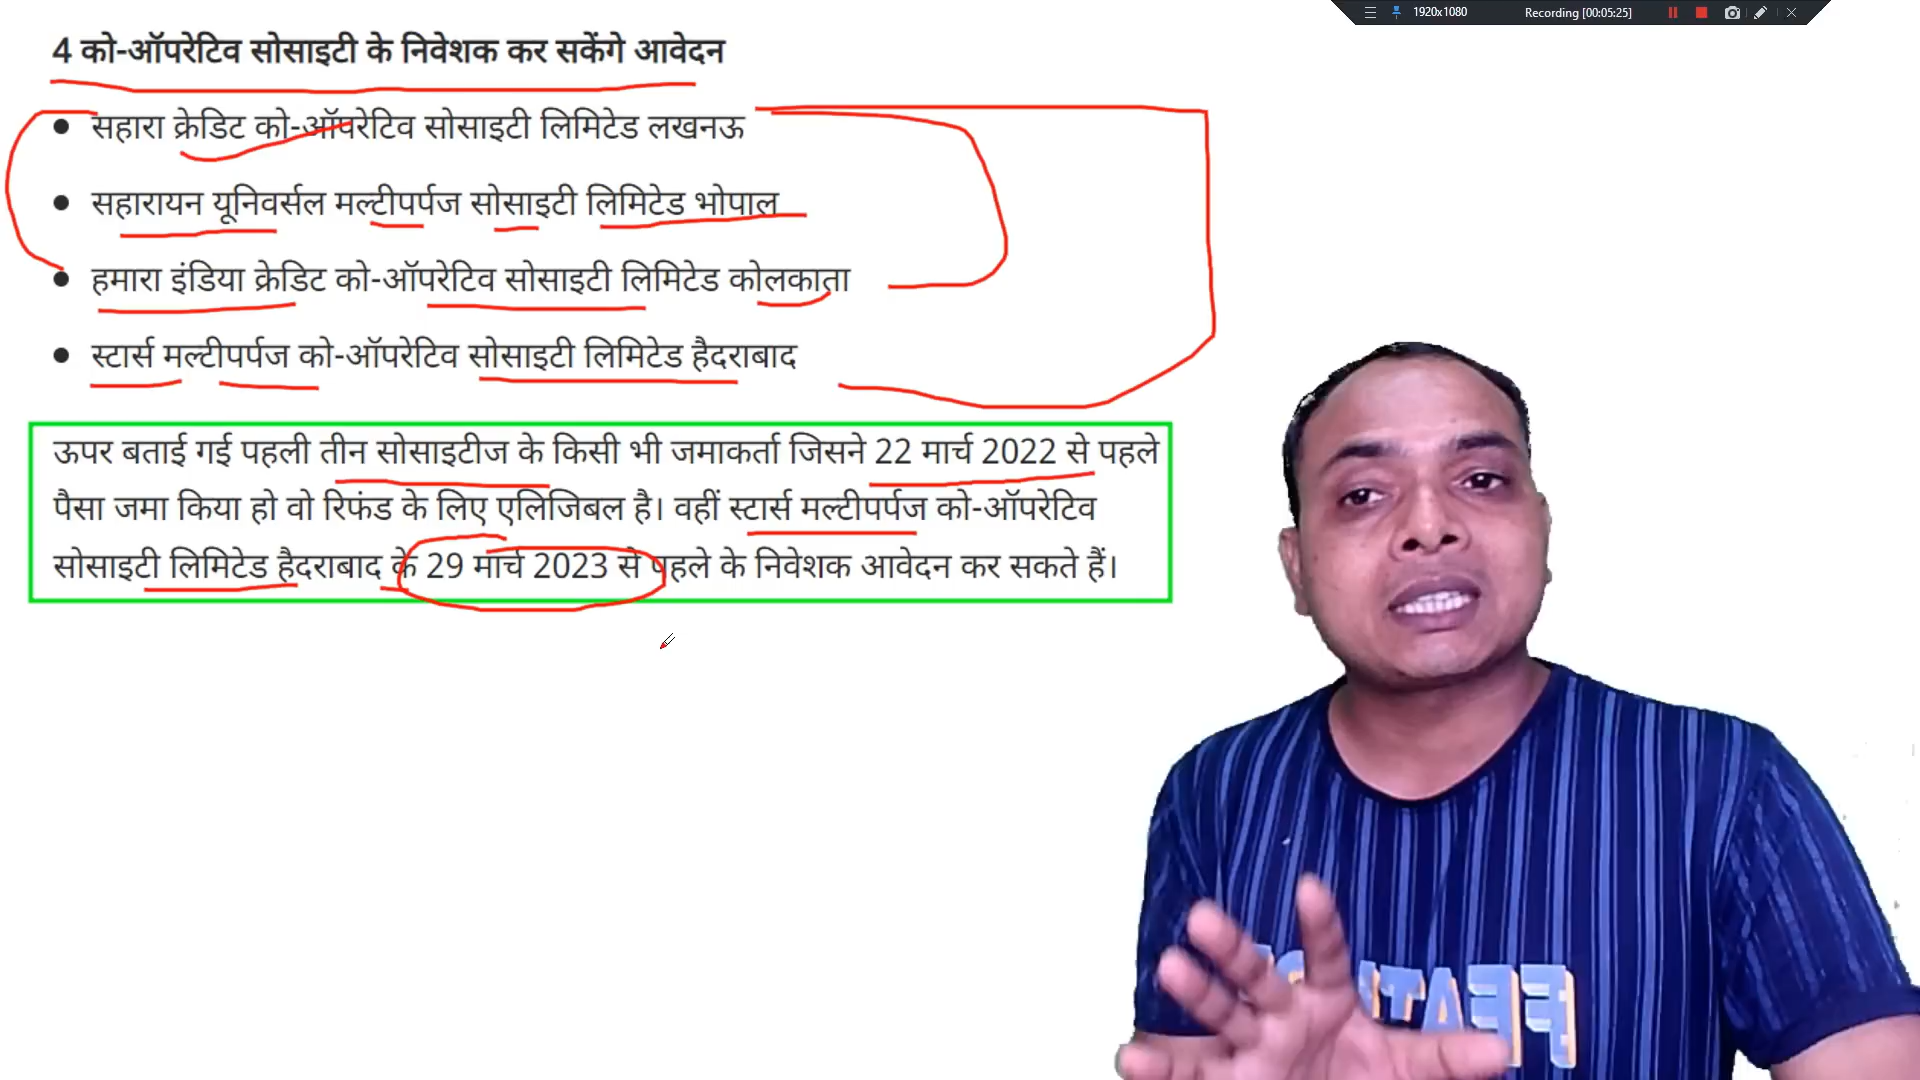 1920x1080 Recording [00:05:25]
4 को-ऑपरेटिव सोसाइटी के निवेशक कर सकेंगे आवेदन
सहारा क्रेडिट को-ऑपरेटिव सोसाइटी लिमिटेड लखनऊ
सहारायन यूनिवर्सल मल्टीपर्पज सोसाइटी लिमिटेड भोपाल
हमारा इंडिया क्रेडिट को-ऑपरेटिव सोसाइटी लिमिटेड कोलकाता
स्टार्स मल्टीपर्पज को-ऑपरेटिव सोसाइटी लिमिटेड हैदराबाद
ऊपर बताई गई पहली तीन सोसाइटीज के किसी भी जमाकर्ता जिसने 22 मार्च 2022 से पहले
पैसा जमा किया हो वो रिफंड के लिए एलिजिबल है। वहीं स्टार्स मल्टीपर्पज को-ऑपरेटिव
सोसाइटी लिमिटेड हैदराबाद के 29 मार्च 2023 से पहले के निवेशक आवेदन कर सकते हैं।